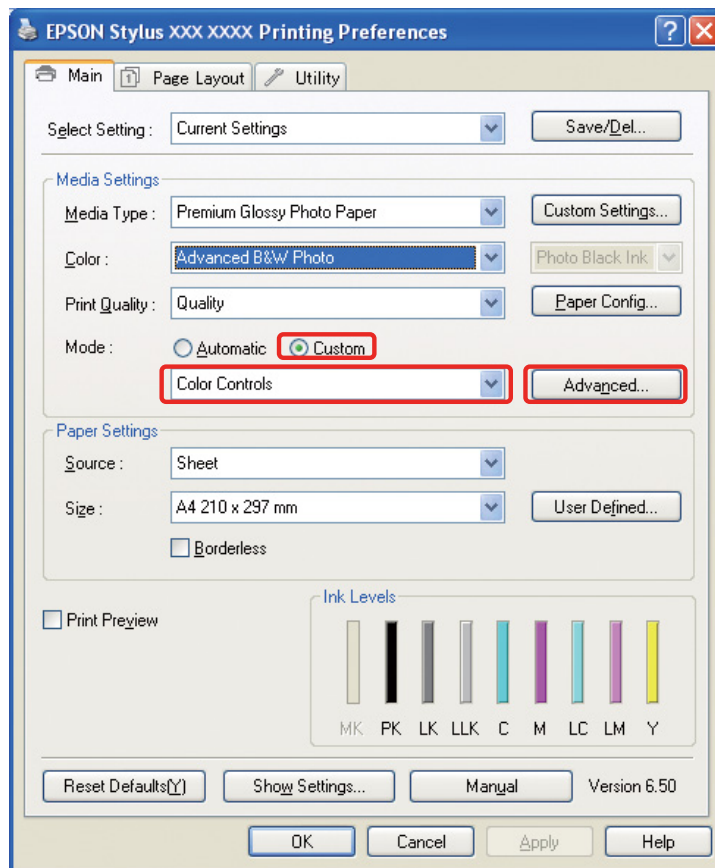 EPSON Stylus XXX XXXX Printing Preferences
Main
Page Layout
Utility
Select Setting :
Current Settings
Save/Del...
Media Settings
Media Type :
Premium Glossy Photo Paper
Custom Settings...
Color :
Advanced B&W Photo
Photo Black Ink
Print Quality :
Quality
Paper Config...
Mode :
Automatic
Custom
Color Controls
Advanced...
Paper Settings
Source :
Sheet
Size :
A4 210 x 297 mm
User Defined...
Borderless
Print Preview
Ink Levels
MK PK LK LLK C M LC LM Y
Reset Defaults(Y)
Show Settings...
Manual
Version 6.50
OK
Cancel
Apply
Help